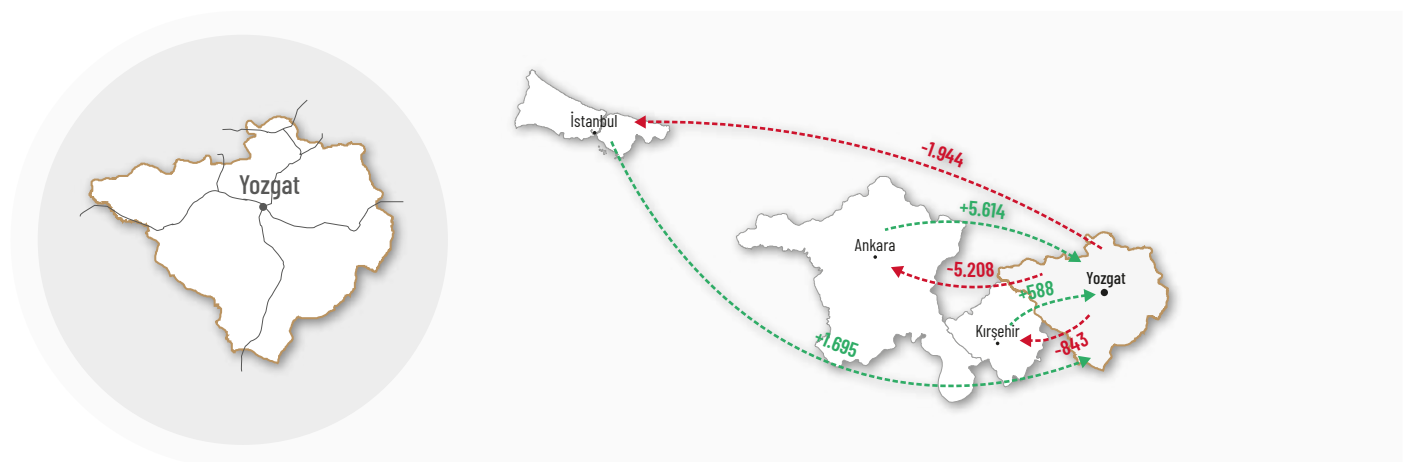 Yozgat
İstanbul
-1.944
+5.614
Ankara
-5.208
Yozgat
+588
Kırşehir
-843
+1.695